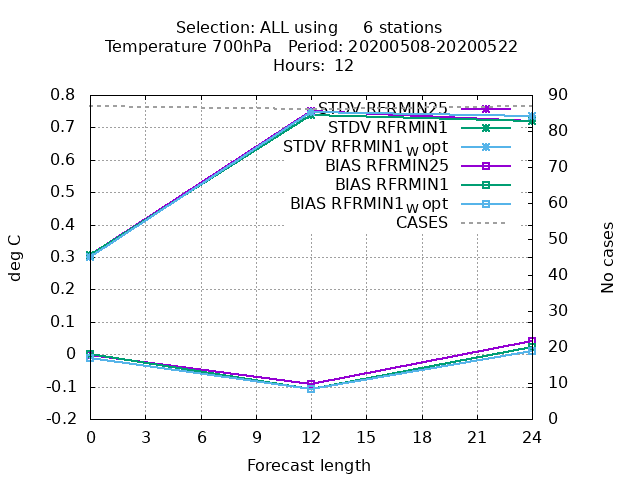 Selection: ALL using     6 stations
Temperature 700hPa   Period: 20200508-20200522
Hours:  12
0.8
0.7
0.6
0.5
0.4
0.3
0.2
0.1
0
-0.1
-0.2
deg C
STDV RFRMIN25
STDV RFRMIN1
STDV RFRMIN1_W opt
BIAS RFRMIN25
BIAS RFRMIN1
BIAS RFRMIN1_W opt
CASES
90
80
70
60
50
40
30
20
10
0
No cases
0 3 6 9 12 15 18 21 24
Forecast length